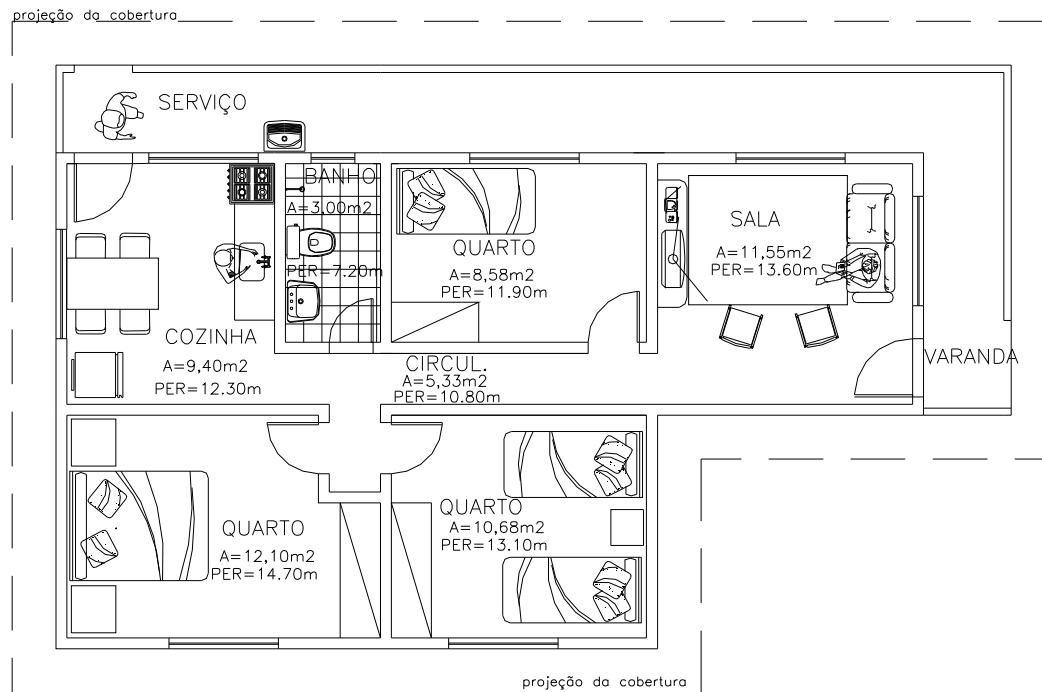 projeção da cobertura
SERVIÇO
BANHO
A=3,00m2
PER=7.20m
QUARTO
A=8,58m2
PER=11.90m
SALA
A=11,55m2
PER=13.60m
COZINHA
A=9,40m2
PER=12.30m
CIRCUL.
A=5,33m2
PER=10.80m
VARANDA
QUARTO
A=12,10m2
PER=14.70m
QUARTO
A=10,68m2
PER=13.10m
projeção da cobertura